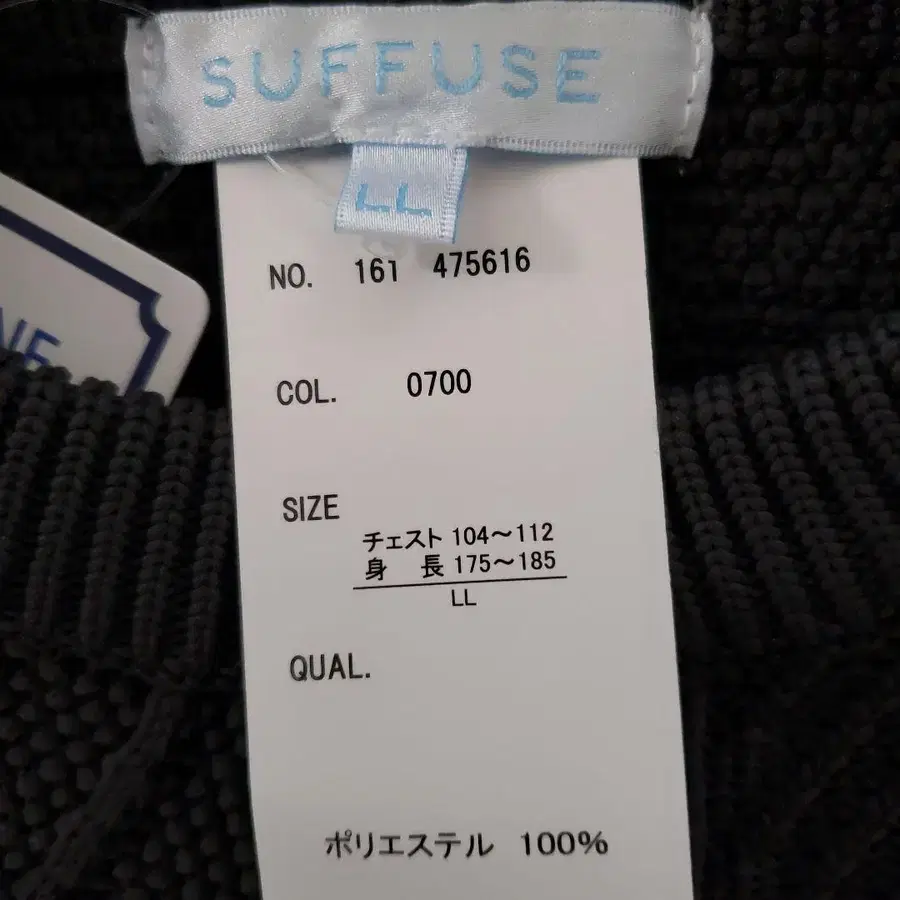 SUFFUSE
LL
NO. 161 475616
COL. 0700
SIZE
チェスト 104～112
身 長 175～185
LL
QUAL.
ポリエステル 100%